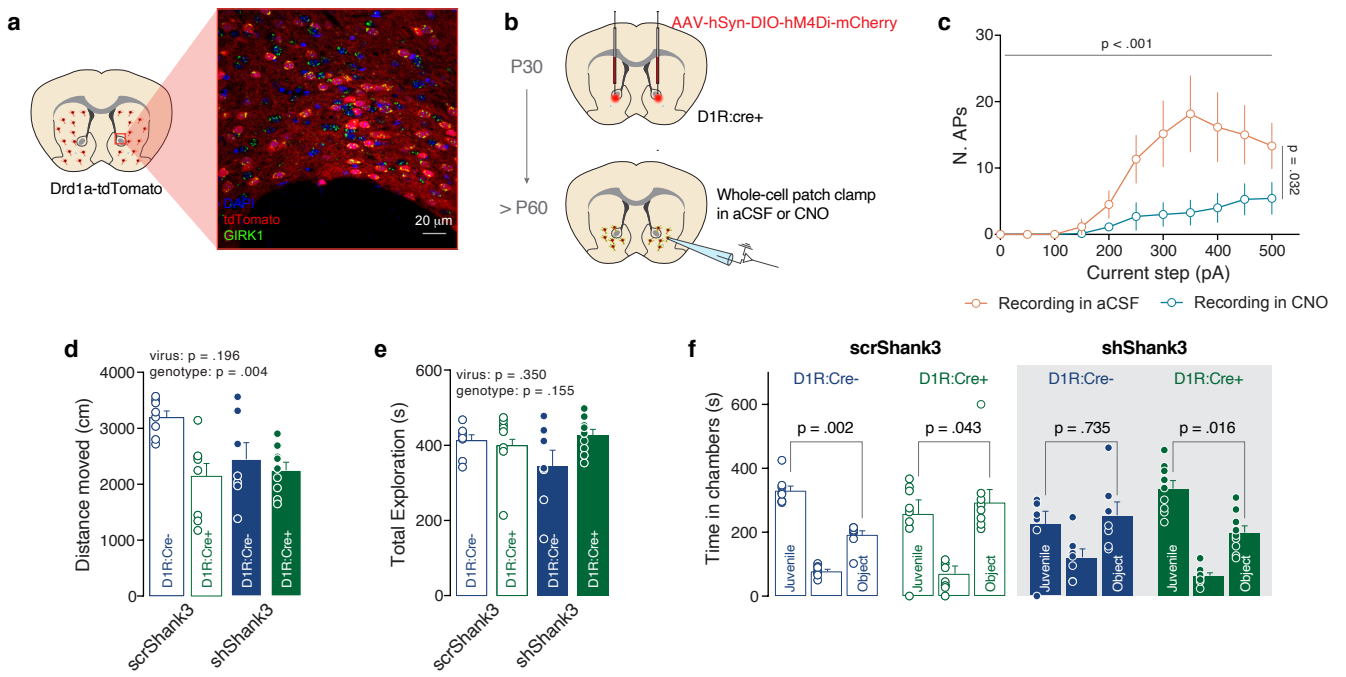 a
Drd1a-tdTomato
DAPI
tdTomato
GIRK1
20 µm
b
AAV-hSyn-DIO-hM4Di-mCherry
P30
D1R:cre+
> P60
Whole-cell patch clamp
in aCSF or CNO
c
p < .001
30
20
10
0
N. APs
p = .032
0
100
200
300
400
500
Current step (pA)
Recording in aCSF
Recording in CNO
d
virus: p = .196
genotype: p = .004
4000
3000
2000
1000
0
Distance moved (cm)
D1R:Cre-
D1R:Cre+
D1R:Cre-
D1R:Cre+
scrShank3
shShank3
e
virus: p = .350
genotype: p = .155
600
400
200
0
Total Exploration (s)
D1R:Cre-
D1R:Cre+
D1R:Cre-
D1R:Cre+
scrShank3
shShank3
f
scrShank3
shShank3
D1R:Cre-
D1R:Cre+
D1R:Cre-
D1R:Cre+
600
400
200
0
Time in chambers (s)
p = .002
p = .043
p = .735
p = .016
Juvenile
Object
Juvenile
Object
Juvenile
Object
Juvenile
Object